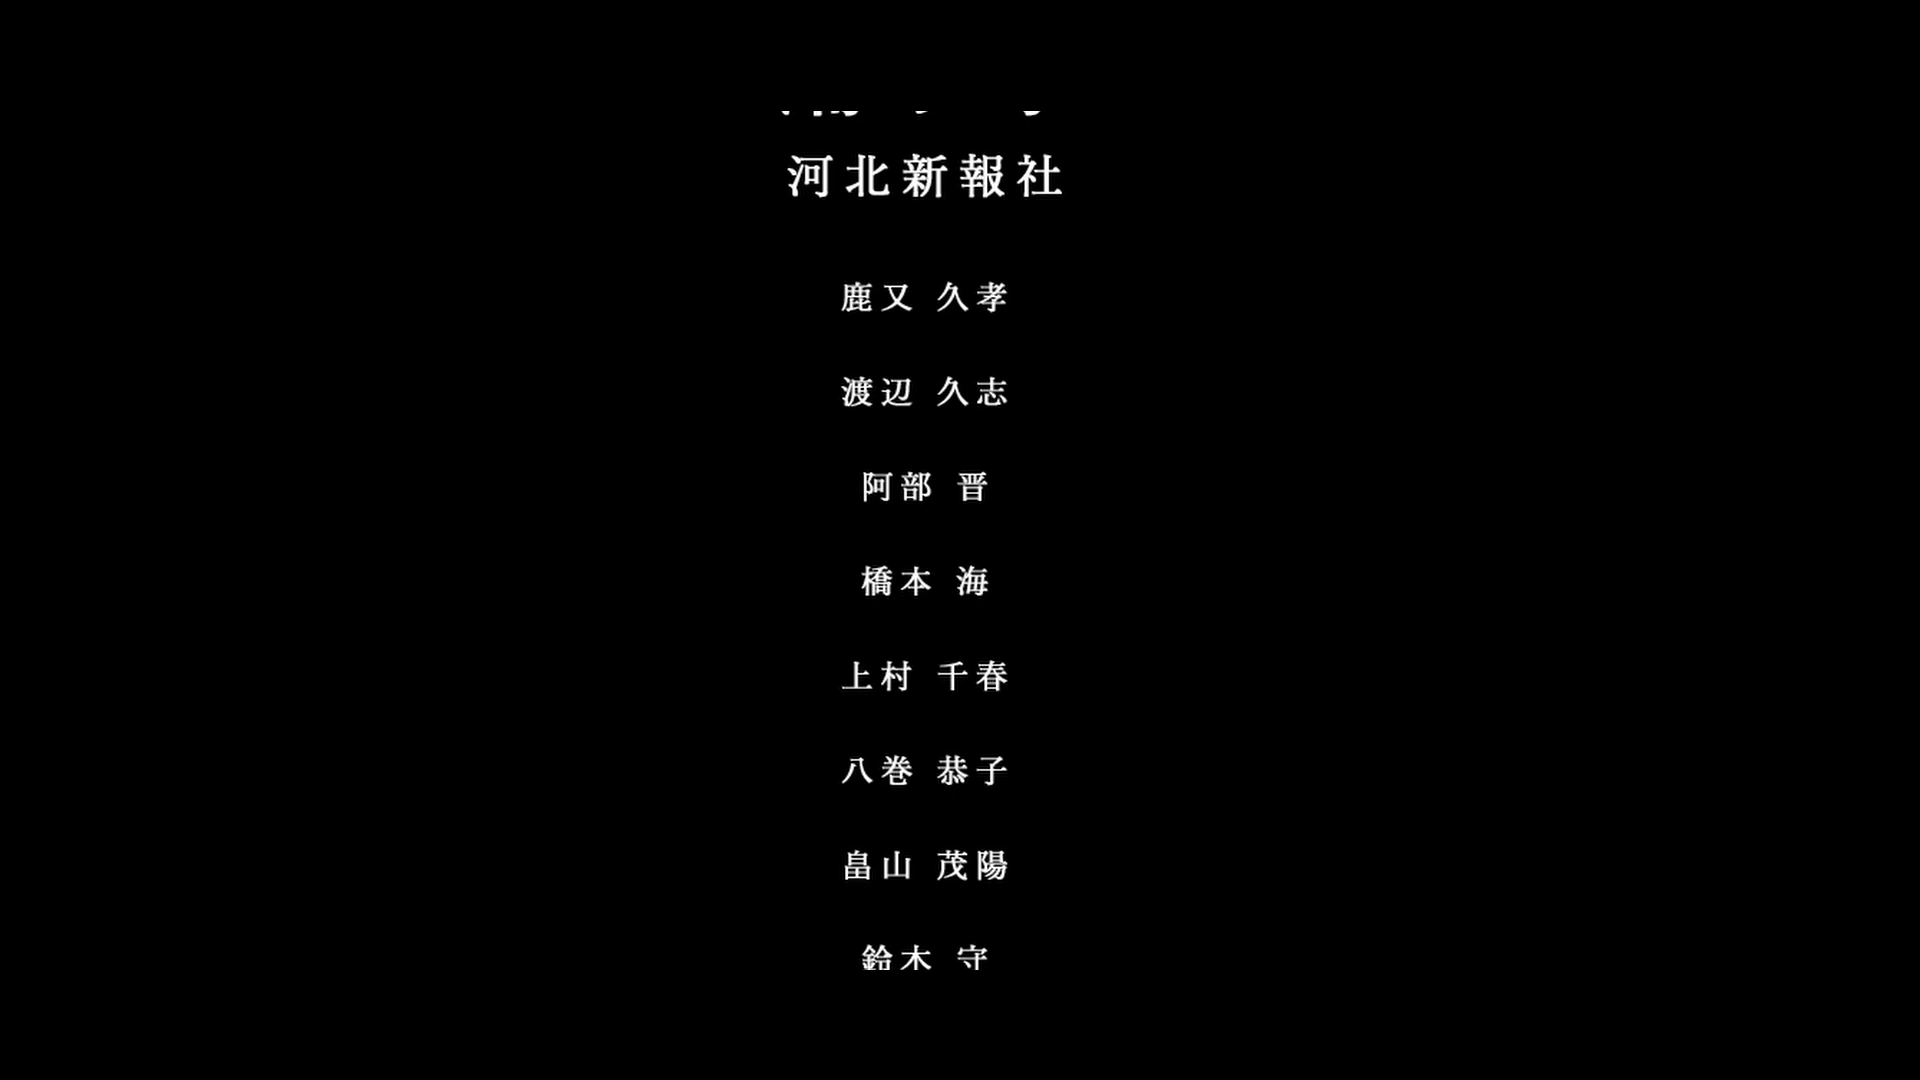 河北新報社
鹿又 久孝
渡辺 久志
阿部 晋
橋本 海
上村 千春
八巻 恭子
畠山 茂陽
鈴木 守